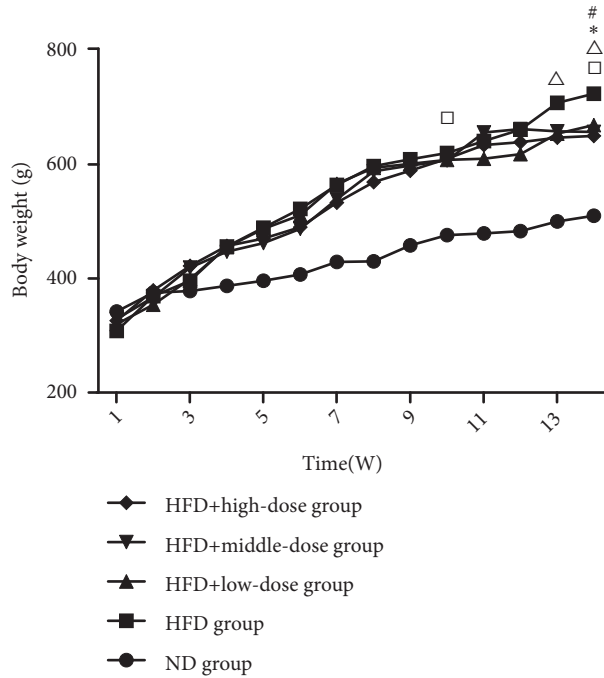 #
*
△
800
△
□
□
600
Body weight (g)
400
200
1
3
5
7
9
11
13
Time(W)
HFD+high-dose group
HFD+middle-dose group
HFD+low-dose group
HFD group
ND group